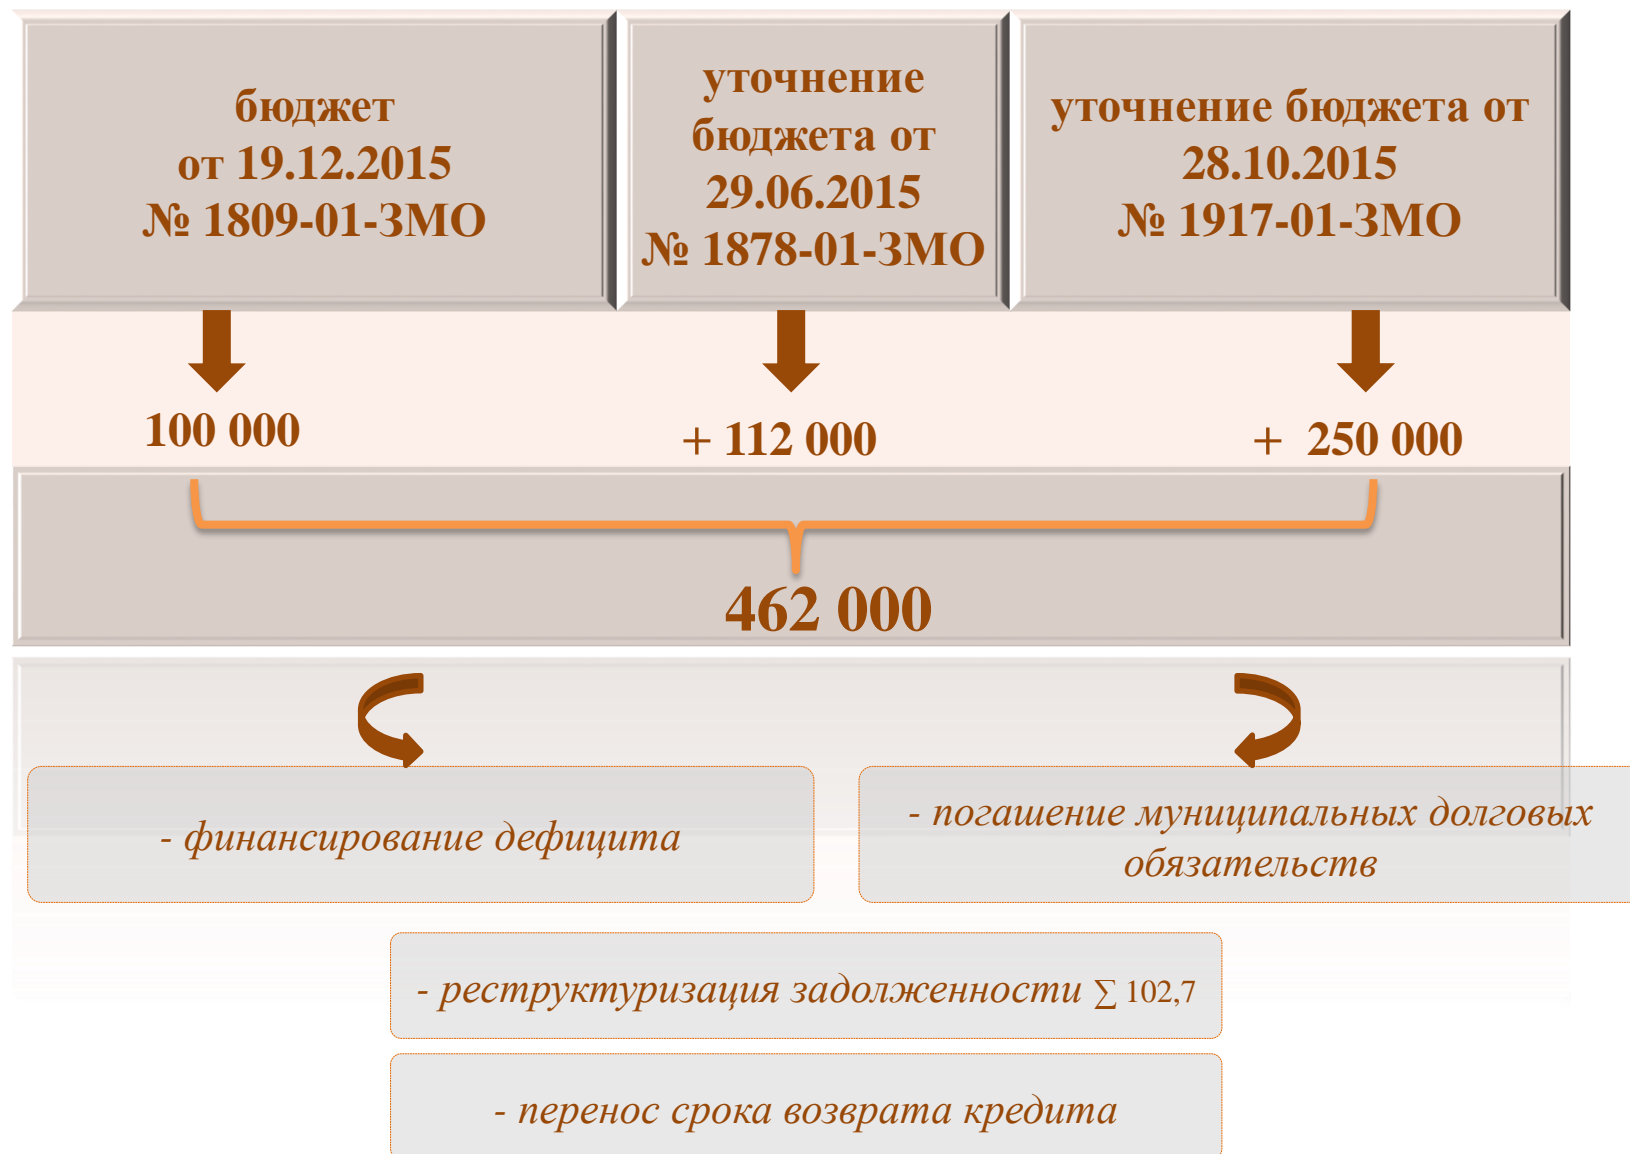 бюджет
от 19.12.2015
№ 1809-01-ЗМО
уточнение
бюджета от
29.06.2015
№ 1878-01-ЗМО
уточнение бюджета от
28.10.2015
№ 1917-01-ЗМО
100 000
+ 112 000
+ 250 000
462 000
- финансирование дефицита
- погашение муниципальных долговых
обязательств
- реструктуризация задолженности ∑ 102,7
- перенос срока возврата кредита